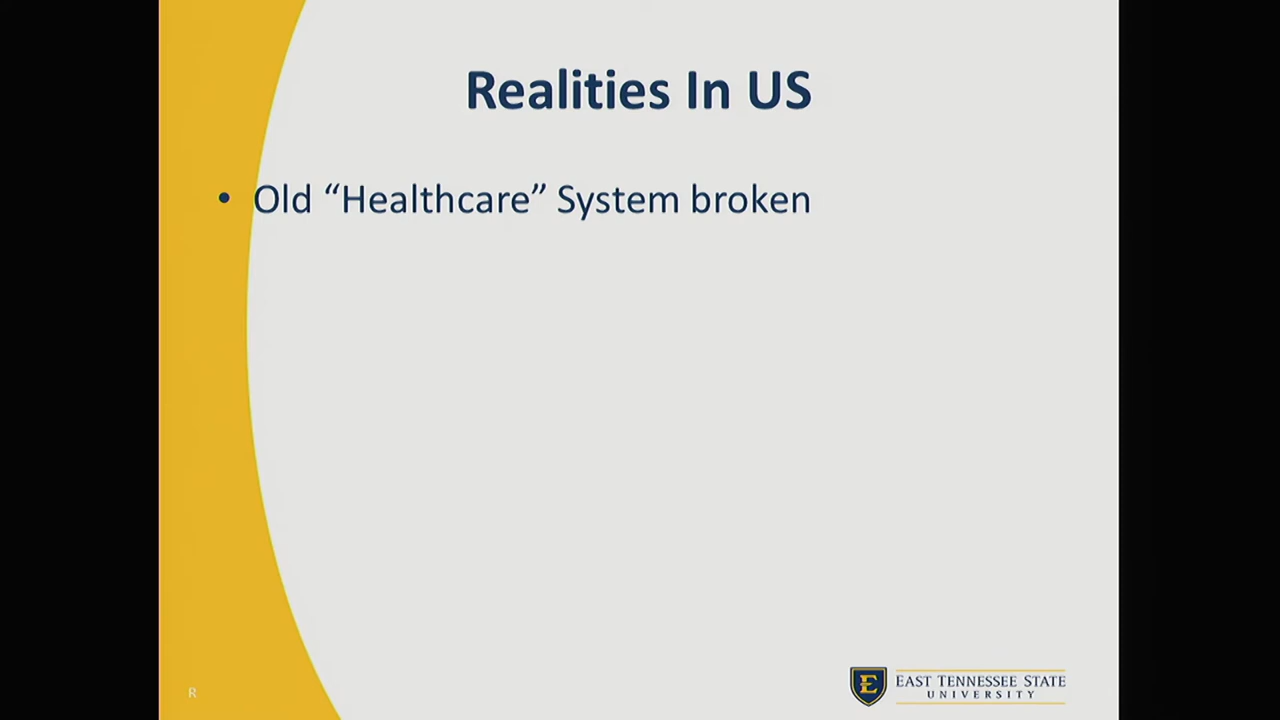 Realities In US
• Old “Healthcare” System broken
R
E
EAST TENNESSEE STATE
UNIVERSITY